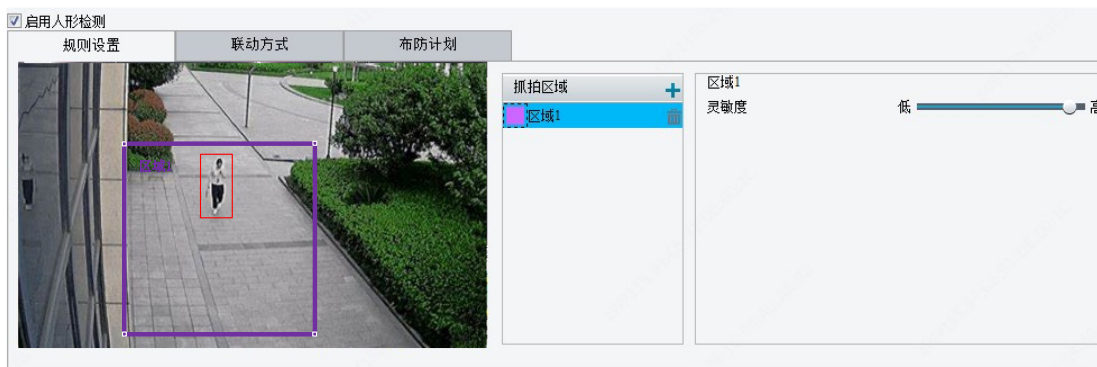 启用人形检测
规则设置
联动方式
布防计划
区域1
抓拍区域
区域1
区域1
灵敏度
低
高